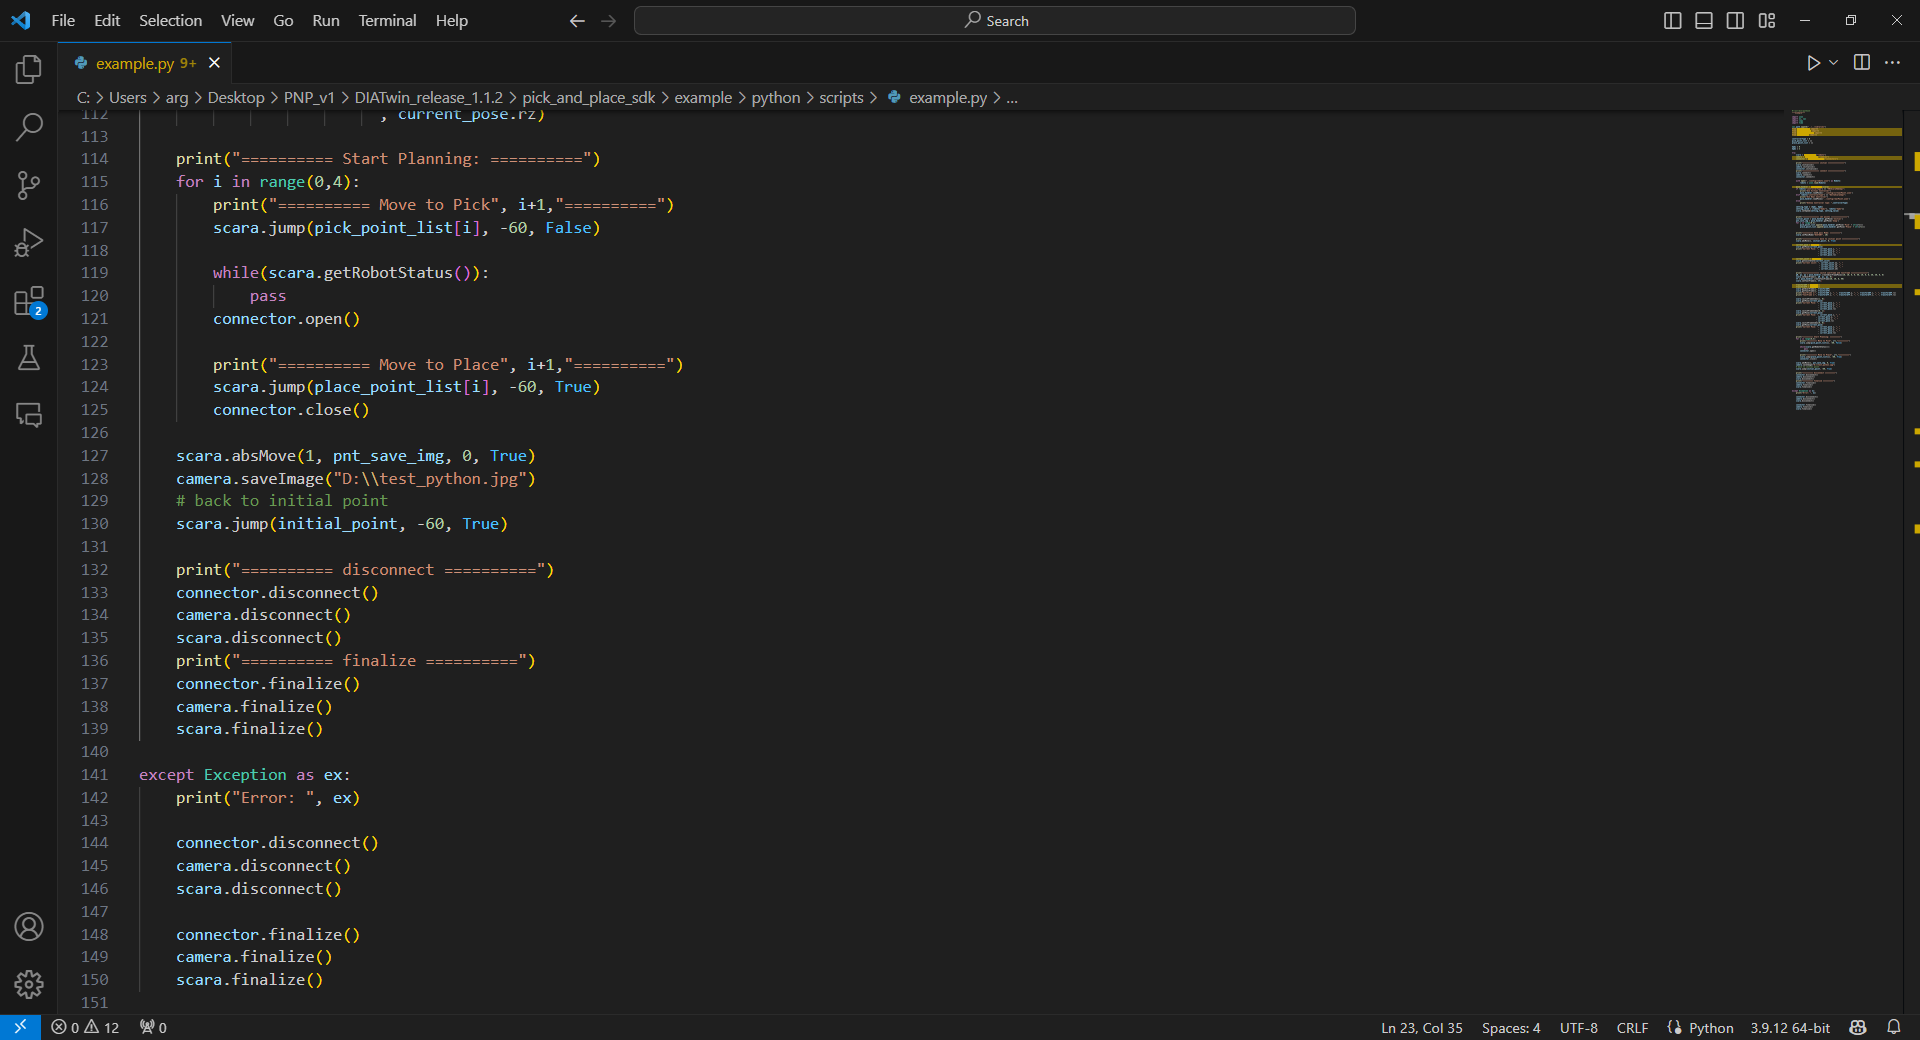 File Edit Selection View Go Run Terminal Help
Search
example.py 9+
C: > Users > arg > Desktop > PNP_v1 > DIATwin_release_1.1.2 > pick_and_place_sdk > example > python > scripts > example.py > ...
112 , current_pose.rz)
113
114 print("========== Start Planning: ==========")
115 for i in range(0,4):
116 print("========== Move to Pick", i+1,"==========")
117 scara.jump(pick_point_list[i], -60, False)
118
119 while(scara.getRobotStatus()):
120 pass
121 connector.open()
122
123 print("========== Move to Place", i+1,"==========")
124 scara.jump(place_point_list[i], -60, True)
125 connector.close()
126
127 scara.absMove(1, pnt_save_img, 0, True)
128 camera.saveImage("D:\\test_python.jpg")
129 # back to initial point
130 scara.jump(initial_point, -60, True)
131
132 print("========== disconnect ==========")
133 connector.disconnect()
134 camera.disconnect()
135 scara.disconnect()
136 print("========== finalize ==========")
137 connector.finalize()
138 camera.finalize()
139 scara.finalize()
140
141 except Exception as ex:
142 print("Error: ", ex)
143
144 connector.disconnect()
145 camera.disconnect()
146 scara.disconnect()
147
148 connector.finalize()
149 camera.finalize()
150 scara.finalize()
151
2
0 12 0
Ln 23, Col 35 Spaces: 4 UTF-8 CRLF Python 3.9.12 64-bit